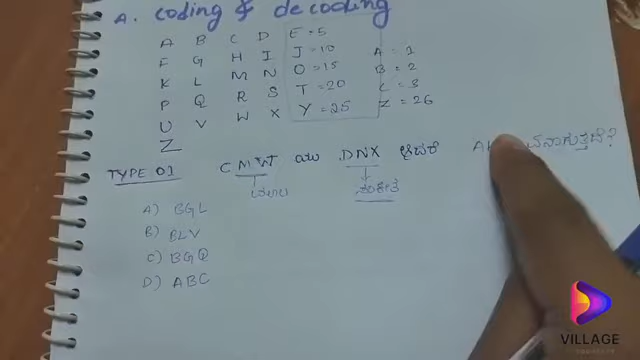 A. coding & decoding
A B C D E = 5
F G H I J = 10
K L M N O = 15
P Q R S T = 20
U V W X Y = 25
Z
A = 1
B = 2
C = 3
Z = 26
TYPE 01 CMW ಯು DNX ಆದರೆ
A) BGL
B) BLV
C) BGQ
D) ABC
VILLAGE